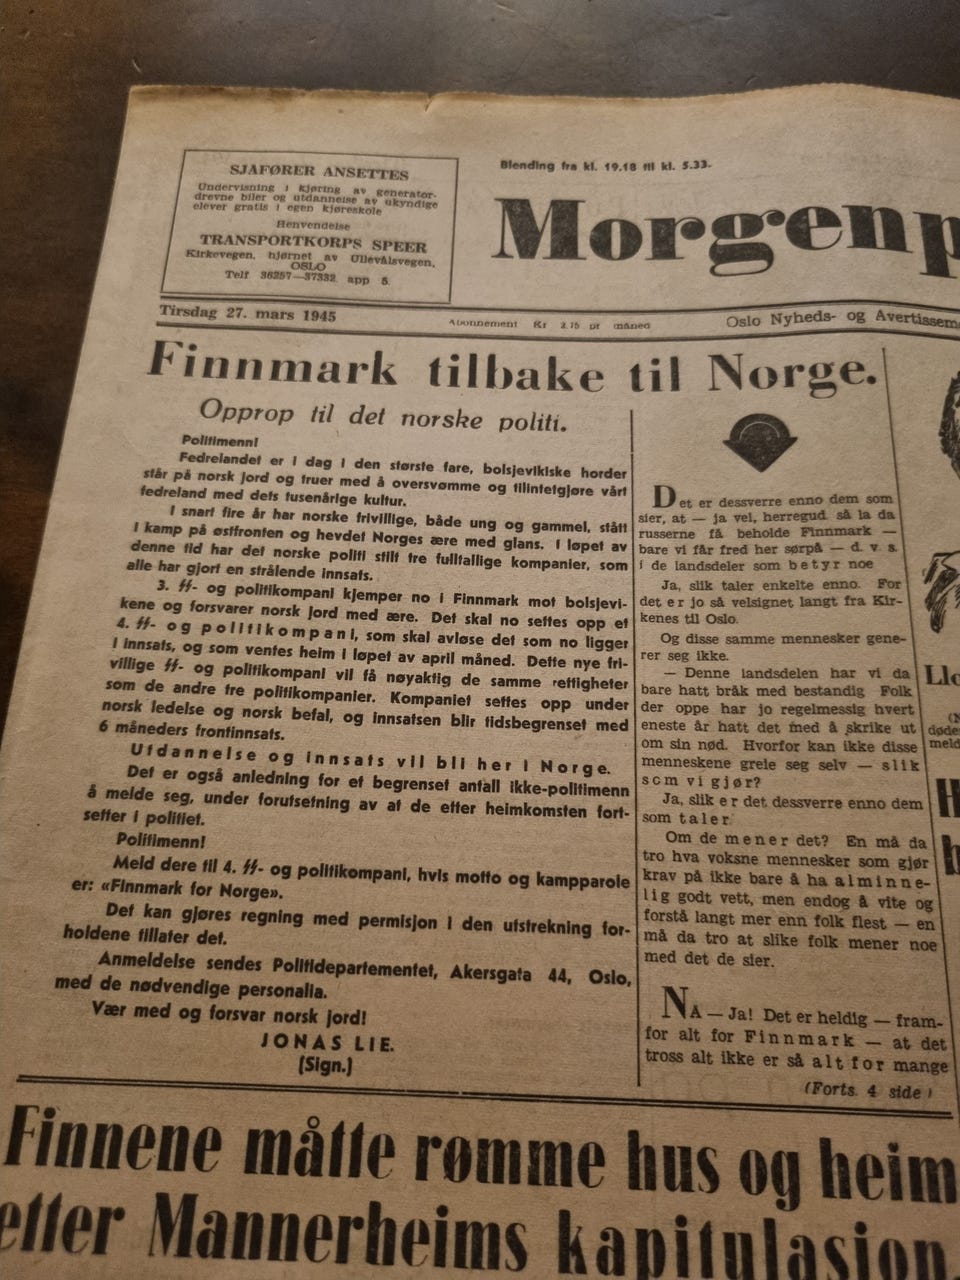 SJAFØRER ANSETTES
Undervisning i kjøring av generator-
drevne biler og utdannelse av ukyndige
elever gratis i egen kjøreskole
Henvendelse
TRANSPORTKORPS SPEER
Kirkevegen, hjørnet av Ullevålsvegen,
OSLO
Telf 36257—37332. app 5.
Blending fra kl. 19.18 til kl. 5.33.
Morgenp
Tirsdag 27. mars 1945
Abonnement Kr 2.75 pr måned
Oslo Nyheds- og Avertissem
Finnmark tilbake til Norge.
Opprop til det norske politi.
Politimenn!
Fedrelandet er i dag i den største fare, bolsjevikiske horder
står på norsk jord og truer med å oversvømme og tilintetgjøre vårt
fedreland med dets tusenårige kultur.
I snart fire år har norske frivillige, både ung og gammel, stått
i kamp på østfronten og hevdet Norges ære med glans. I løpet av
denne tid har det norske politi stilt tre fulltallige kompanier, som
alle har gjort en strålende innsats.
3. ϟϟ- og politikompani kjemper no i Finnmark mot bolsjevi-
kene og forsvarer norsk jord med ære. Det skal no settes opp et
4. ϟϟ- og politikompani, som skal avløse det som no ligger
i innsats, og som ventes heim i løpet av april måned. Dette nye fri-
villige ϟϟ- og politikompani vil få nøyaktig de samme rettigheter
som de andre tre politikompanier. Kompaniet settes opp under
norsk ledelse og norsk befal, og innsatsen blir tidsbegrenset med
6 måneders frontinnsats.
Utdannelse og innsats vil bli her i Norge.
Det er også anledning for et begrenset antall ikke-politimenn
å melde seg, under forutsetning av at de etter heimkomsten fort-
setter i politiet.
Politimenn!
Meld dere til 4. ϟϟ- og politikompani, hvis motto og kampparole
er: «Finnmark for Norge».
Det kan gjøres regning med permisjon i den utstrekning for-
holdene tillater det.
Anmeldelse sendes Politidepartementet, Akersgata 44, Oslo,
med de nødvendige personalia.
Vær med og forsvar norsk jord!
JONAS LIE.
(Sign.)
Det er dessverre enno dem som
sier, at — ja vel, herregud. så la da
russerne få beholde Finnmark —
bare vi får fred her sørpå — d. v. s.
i de landsdeler som betyr noe
Ja, slik taler enkelte enno. For
det er jo så velsignet langt fra Kir-
kenes til Oslo.
Og disse samme mennesker gene-
rer seg ikke.
— Denne landsdelen har vi da
bare hatt bråk med bestandig Folk
der oppe har jo regelmessig hvert
eneste år hatt det med å skrike ut
om sin nød. Hvorfor kan ikke disse
menneskene greie seg selv — slik
som vi gjør?
Ja, slik er det dessverre enno dem
som taler.
Om de mener det? En må da
tro hva voksne mennesker som gjør
krav på ikke bare å ha alminne-
lig godt vett, men endog å vite og
forstå langt mer enn folk flest — en
må da tro at slike folk mener noe
med det de sier.
NA — Ja! Det er heldig — fram-
for alt for Finnmark — at det
tross alt ikke er så alt for mange
(Forts. 4 side)
Llo
(N
døde
meld
H
b
Finnene måtte rømme hus og heim
etter Mannerheims kapitulasjon